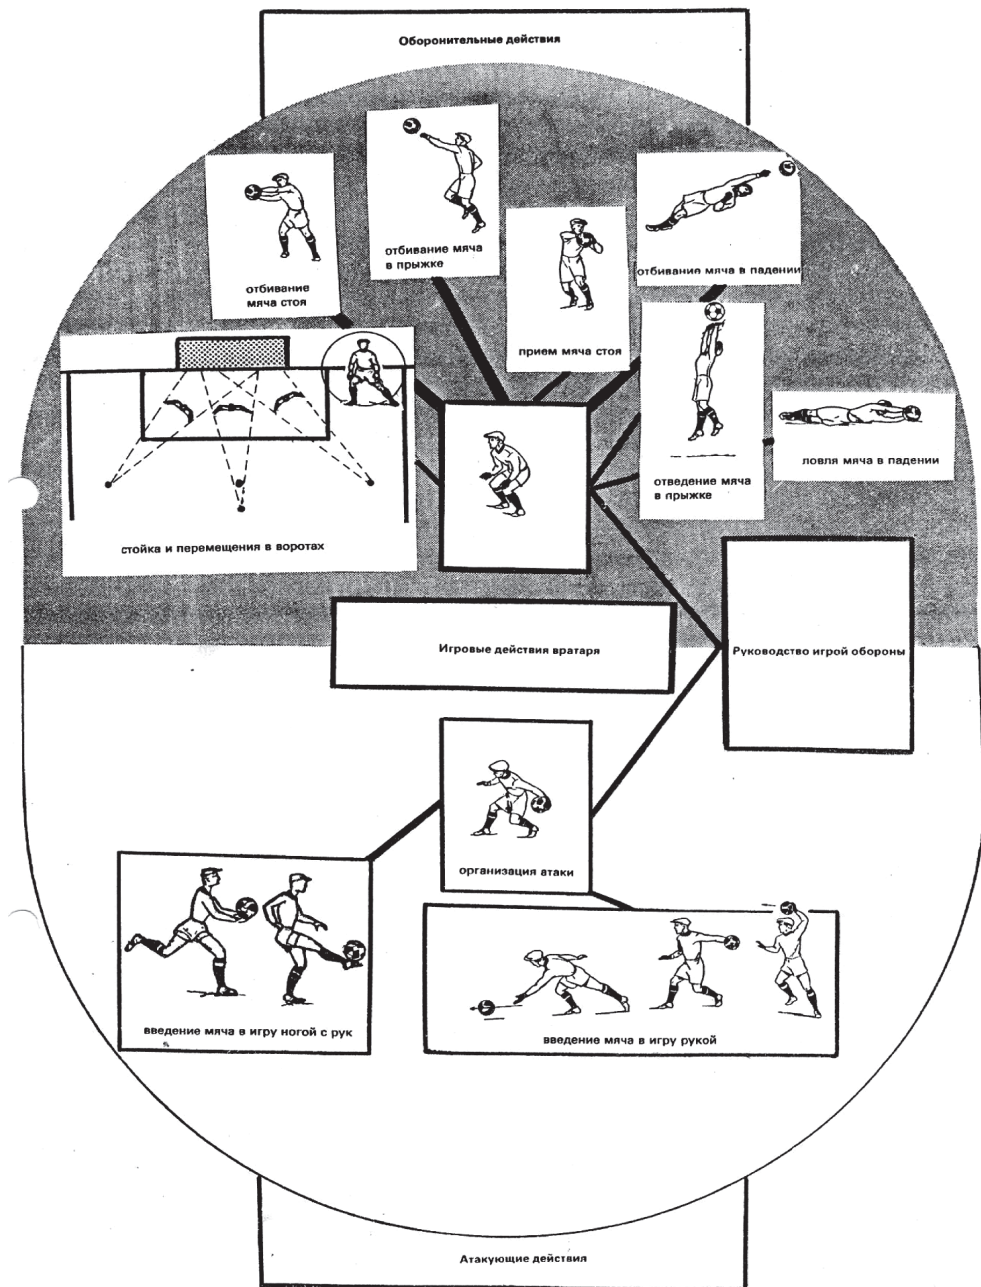 Оборонительные действия
отбивание мяча
в прыжке
отбивание
мяча стоя
отбивание мяча в падении
прием мяча стоя
ловля мяча в падении
отведение мяча
в прыжке
стойка и перемещения в воротах
Игровые действия вратаря
Руководство игрой обороны
организация атаки
введение мяча в игру ногой с рук
введение мяча в игру рукой
Атакующие действия